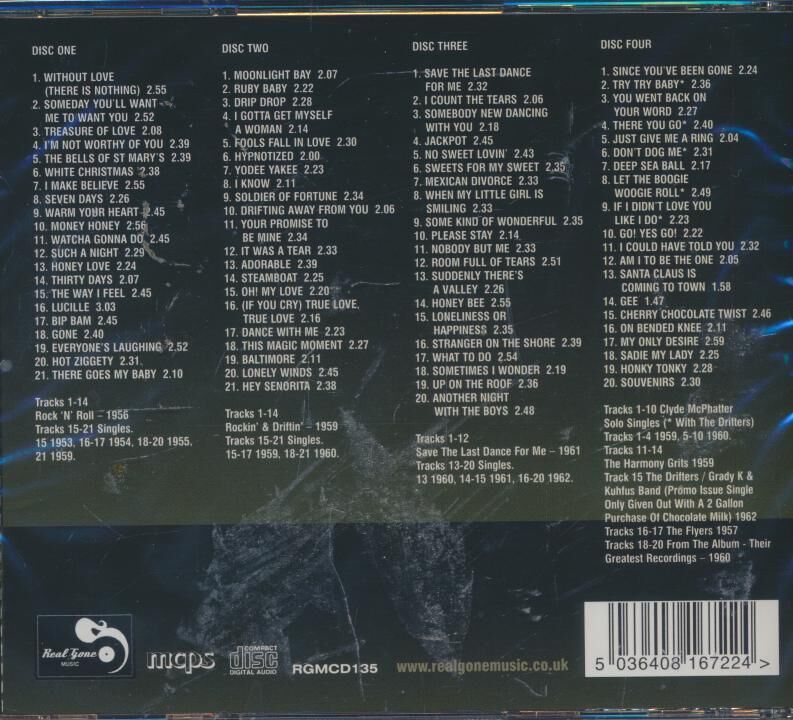 DISC ONE
1. WITHOUT LOVE
(THERE IS NOTHING) 2.55
2. SOMEDAY YOU'LL WANT
ME TO WANT YOU 2.52
3. TREASURE OF LOVE 2.08
4. I'M NOT WORTHY OF YOU 2.39
5. THE BELLS OF ST MARY'S 2.39
6. WHITE CHRISTMAS 2.38
7. I MAKE BELIEVE 2.55
8. SEVEN DAYS 2.26
9. WARM YOUR HEART 2.45
10. MONEY HONEY 2.56
11. WATCHA GONNA DO 2.45
12. SUCH A NIGHT 2.29
13. HONEY LOVE 2.24
14. THIRTY DAYS 2.07
15. THE WAY I FEEL 2.45
16. LUCILLE 3.03
17. BIP BAM 2.45
18. GONE 2.40
19. EVERYONE'S LAUGHING 2.52
20. HOT ZIGGETY 2.31
21. THERE GOES MY BABY 2.10
Tracks 1-14
Rock 'N' Roll – 1956
Tracks 15-21 Singles.
15 1953, 16-17 1954, 18-20 1955,
21 1959.
DISC TWO
1. MOONLIGHT BAY 2.07
2. RUBY BABY 2.22
3. DRIP DROP 2.28
4. I GOTTA GET MYSELF
A WOMAN 2.14
5. FOOLS FALL IN LOVE 2.30
6. HYPNOTIZED 2.00
7. YODEE YAKEE 2.23
8. I KNOW 2.11
9. SOLDIER OF FORTUNE 2.34
10. DRIFTING AWAY FROM YOU 2.06
11. YOUR PROMISE TO
BE MINE 2.34
12. IT WAS A TEAR 2.33
13. ADORABLE 2.39
14. STEAMBOAT 2.25
15. OH! MY LOVE 2.20
16. (IF YOU CRY) TRUE LOVE,
TRUE LOVE 2.16
17. DANCE WITH ME 2.23
18. THIS MAGIC MOMENT 2.27
19. BALTIMORE 2.11
20. LONELY WINDS 2.45
21. HEY SENORITA 2.38
Tracks 1-14
Rockin' & Driftin' – 1959
Tracks 15-21 Singles.
15-17 1959, 18-21 1960.
DISC THREE
1. SAVE THE LAST DANCE
FOR ME 2.32
2. I COUNT THE TEARS 2.06
3. SOMEBODY NEW DANCING
WITH YOU 2.18
4. JACKPOT 2.45
5. NO SWEET LOVIN' 2.43
6. SWEETS FOR MY SWEET 2.35
7. MEXICAN DIVORCE 2.33
8. WHEN MY LITTLE GIRL IS
SMILING 2.33
9. SOME KIND OF WONDERFUL 2.35
10. PLEASE STAY 2.14
11. NOBODY BUT ME 2.33
12. ROOM FULL OF TEARS 2.51
13. SUDDENLY THERE'S
A VALLEY 2.26
14. HONEY BEE 2.55
15. LONELINESS OR
HAPPINESS 2.35
16. STRANGER ON THE SHORE 2.39
17. WHAT TO DO 2.54
18. SOMETIMES I WONDER 2.19
19. UP ON THE ROOF 2.36
20. ANOTHER NIGHT
WITH THE BOYS 2.48
Tracks 1-12
Save The Last Dance For Me – 1961
Tracks 13-20 Singles.
13 1960, 14-15 1961, 16-20 1962.
DISC FOUR
1. SINCE YOU'VE BEEN GONE 2.24
2. TRY TRY BABY* 2.36
3. YOU WENT BACK ON
YOUR WORD 2.27
4. THERE YOU GO* 2.40
5. JUST GIVE ME A RING 2.04
6. DON'T DOG ME* 2.31
7. DEEP SEA BALL 2.17
8. LET THE BOOGIE
WOOGIE ROLL* 2.49
9. IF I DIDN'T LOVE YOU
LIKE I DO* 2.23
10. GO! YES GO! 2.22
11. I COULD HAVE TOLD YOU 2.32
12. AM I TO BE THE ONE 2.05
13. SANTA CLAUS IS
COMING TO TOWN 1.58
14. GEE 1.47
15. CHERRY CHOCOLATE TWIST 2.46
16. ON BENDED KNEE 2.11
17. MY ONLY DESIRE 2.59
18. SADIE MY LADY 2.25
19. HONKY TONKY 2.28
20. SOUVENIRS 2.30
Tracks 1-10 Clyde McPhatter
Solo Singles (* With The Drifters)
Tracks 1-4 1959, 5-10 1960.
Tracks 11-14
The Harmony Grits 1959
Track 15 The Drifters / Grady K &
Kuhfus Band (Promo Issue Single
Only Given Out With A 2 Gallon
Purchase Of Chocolate Milk) 1962
Tracks 16-17 The Flyers 1957
Tracks 18-20 From The Album - Their
Greatest Recordings – 1960
Real Gone
MUSIC
mcps
COMPACT
disc
DIGITAL AUDIO
RGMCD135
www.realgonemusic.co.uk
5 036408 167224 >